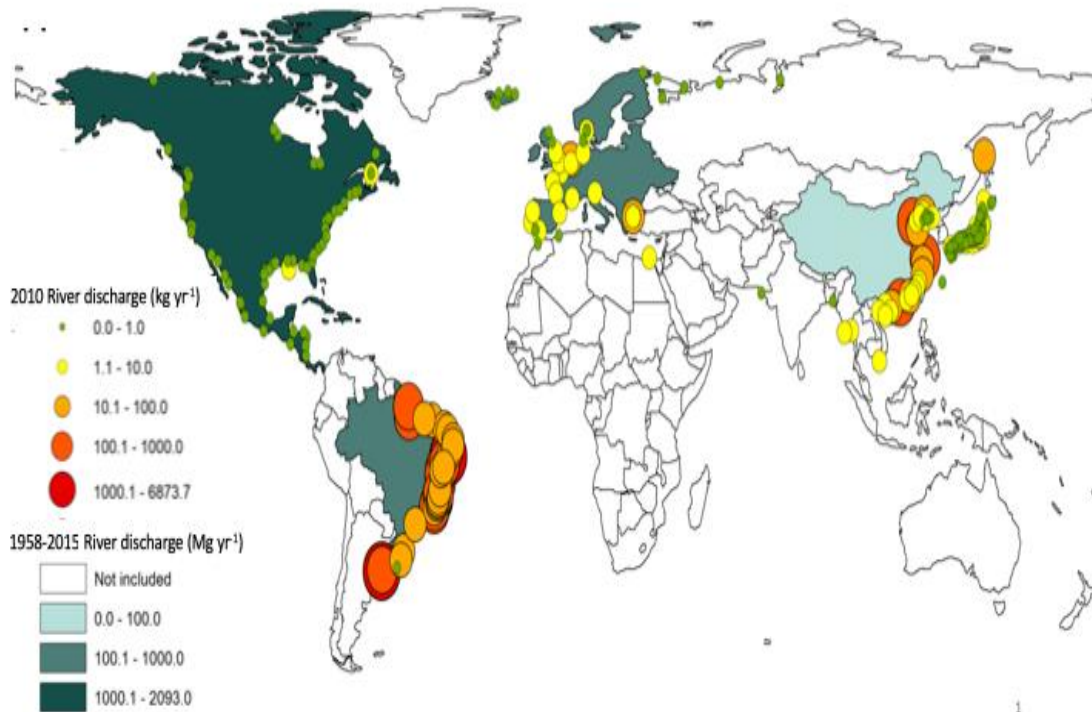 2010 River discharge (kg yr⁻¹)
0.0 - 1.0
1.1 - 10.0
10.1 - 100.0
100.1 - 1000.0
1000.1 - 6873.7
1958-2015 River discharge (Mg yr⁻¹)
Not included
0.0 - 100.0
100.1 - 1000.0
1000.1 - 2093.0
1